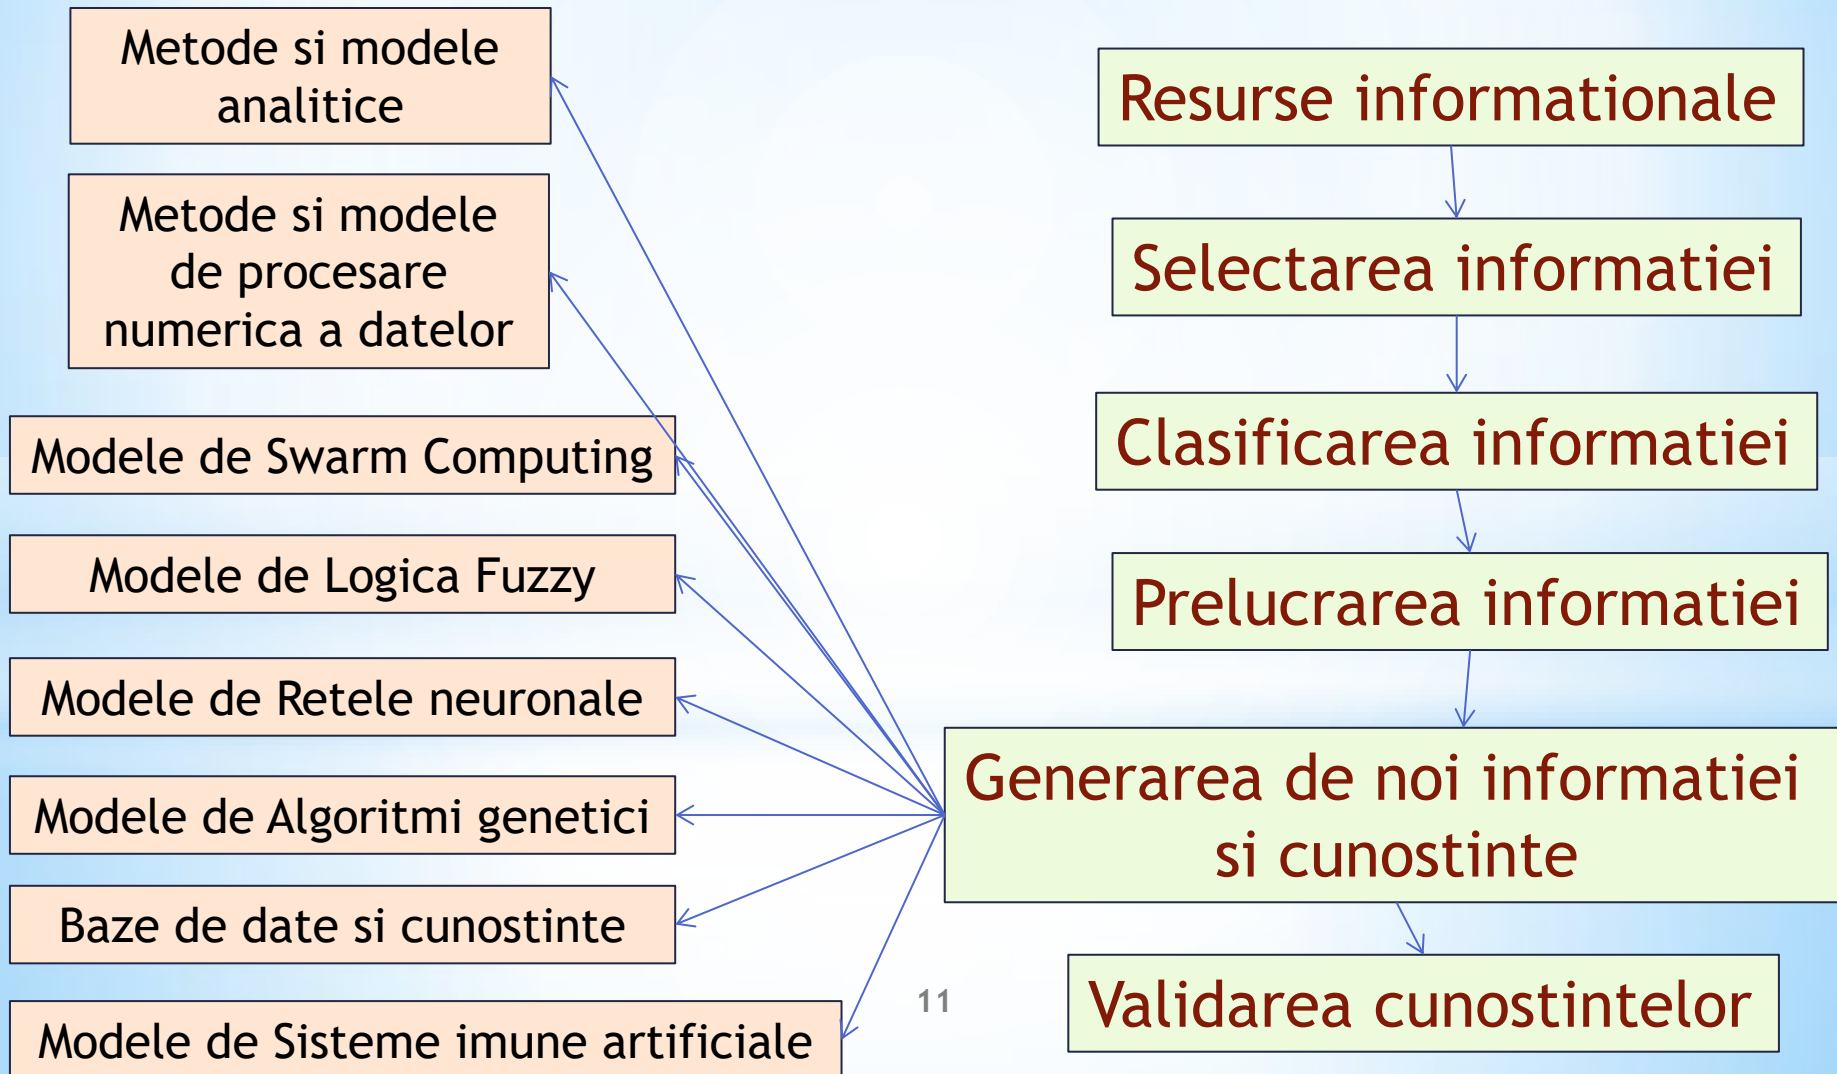 Metode si modele
analitice
Metode si modele
de procesare
numerica a datelor
Modele de Swarm Computing
Modele de Logica Fuzzy
Modele de Retele neuronale
Modele de Algoritmi genetici
Baze de date si cunostinte
Modele de Sisteme imune artificiale
Resurse informationale
Selectarea informatiei
Clasificarea informatiei
Prelucrarea informatiei
Generarea de noi informatiei
si cunostinte
Validarea cunostintelor
11